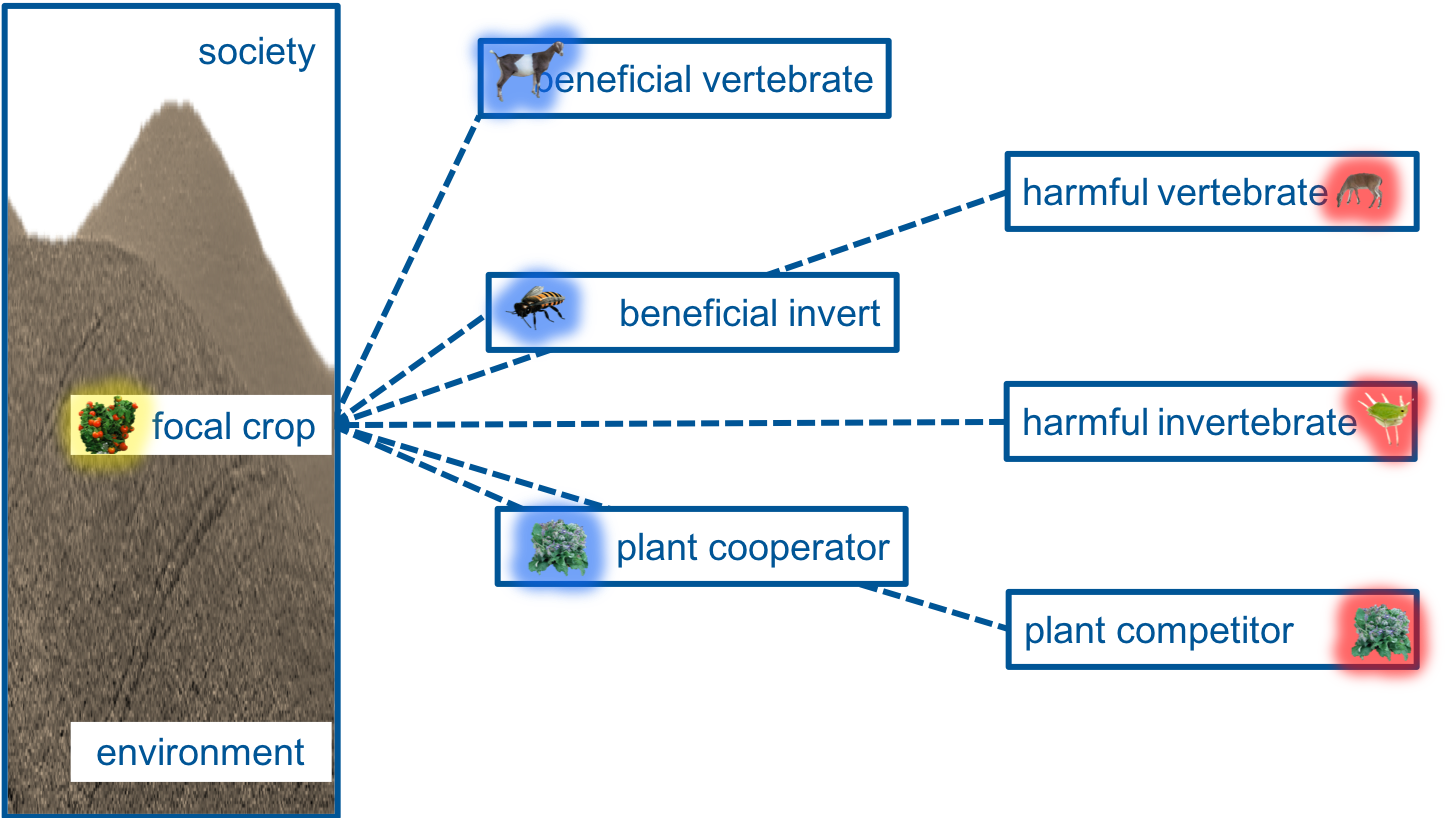 society
beneficial vertebrate
harmful vertebrate
beneficial invert
focal crop
harmful invertebrate
plant cooperator
plant competitor
environment